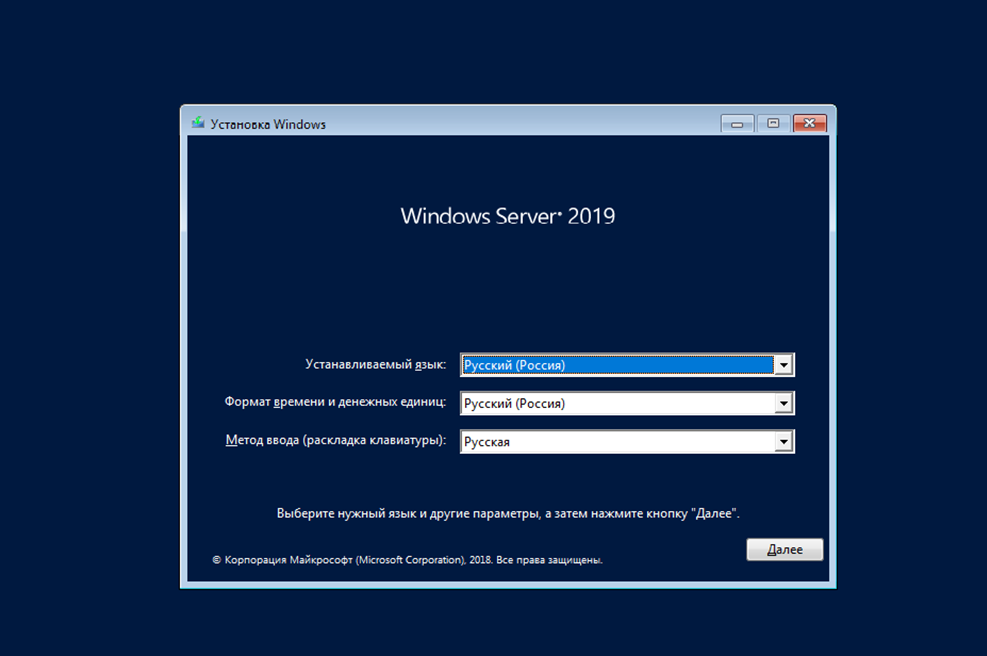 Установка Windows
Windows Server® 2019
Устанавливаемый язык: Русский (Россия)
Формат времени и денежных единиц: Русский (Россия)
Метод ввода (раскладка клавиатуры): Русская
Выберите нужный язык и другие параметры, а затем нажмите кнопку "Далее".
© Корпорация Майкрософт (Microsoft Corporation), 2018. Все права защищены.
Далее